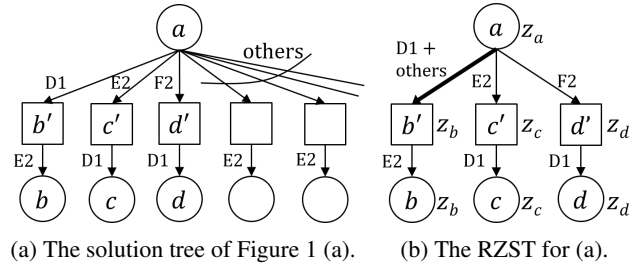 a
others
D1 E2 F2
b′ c′ d′
E2 D1 D1 E2 E2
b c d
(a) The solution tree of Figure 1 (a).
a z_a
D1 +
others
E2 F2
b′ z_b c′ z_c d' z_d
E2 D1 D1
b z_b c z_c d z_d
(b) The RZST for (a).